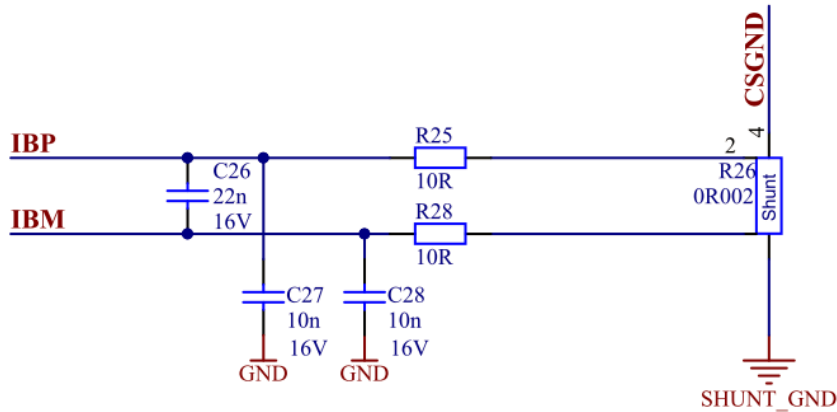 CSGND
4
IBP
R25
2
C26
10R
R26
22n
0R002
Shunt
IBM
16V
R28
10R
C27
C28
10n
10n
16V
16V
GND
GND
SHUNT_GND